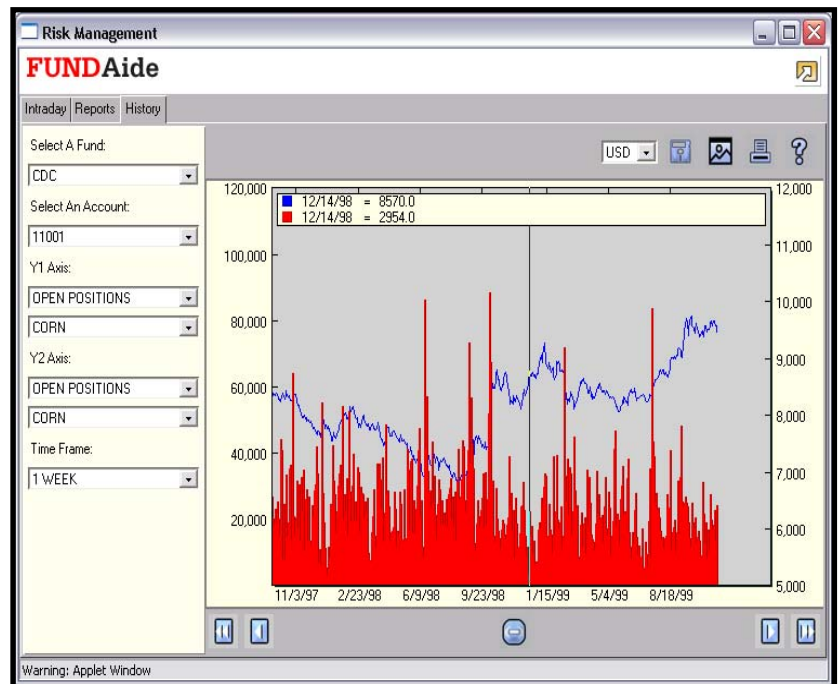 Risk Management
FUNDAide
Intraday Reports History
Select A Fund:
CDC
Select An Account:
11001
Y1 Axis:
OPEN POSITIONS
CORN
Y2 Axis:
OPEN POSITIONS
CORN
Time Frame:
1 WEEK
USD
?
12/14/98 = 8570.0
12/14/98 = 2954.0
120,000
100,000
80,000
60,000
40,000
20,000
12,000
11,000
10,000
9,000
8,000
7,000
6,000
5,000
11/3/97 2/23/98 6/9/98 9/23/98 1/15/99 5/4/99 8/18/99
Warning: Applet Window